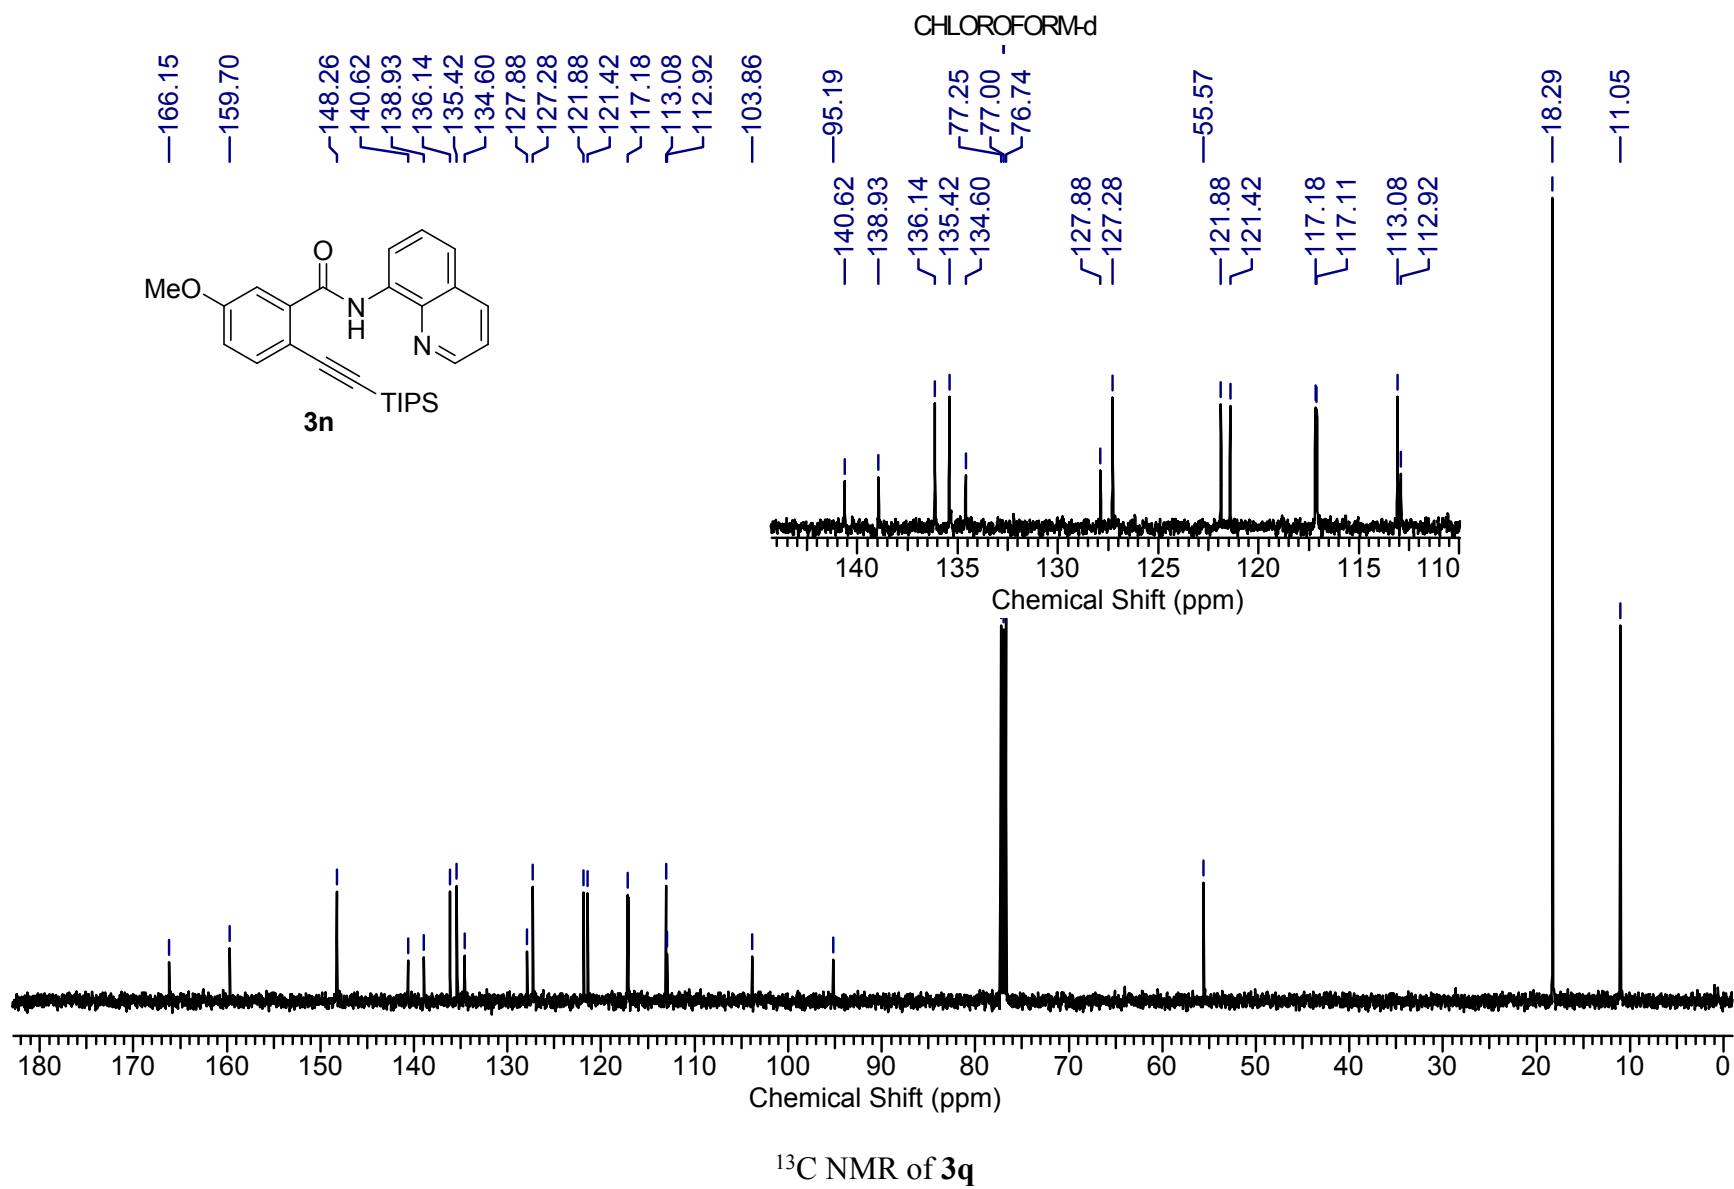 CHLOROFORM-d
166.15
159.70
148.26
140.62
138.93
136.14
135.42
134.60
127.88
127.28
121.88
121.42
117.18
113.08
112.92
103.86
95.19
77.25
77.00
76.74
55.57
18.29
11.05
140.62
138.93
136.14
135.42
134.60
127.88
127.28
121.88
121.42
117.18
117.11
113.08
112.92
O
MeO
N
H
N
TIPS
3n
140 135 130 125 120 115 110
Chemical Shift (ppm)
180 170 160 150 140 130 120 110 100 90 80 70 60 50 40 30 20 10 0
Chemical Shift (ppm)
¹³C NMR of 3q